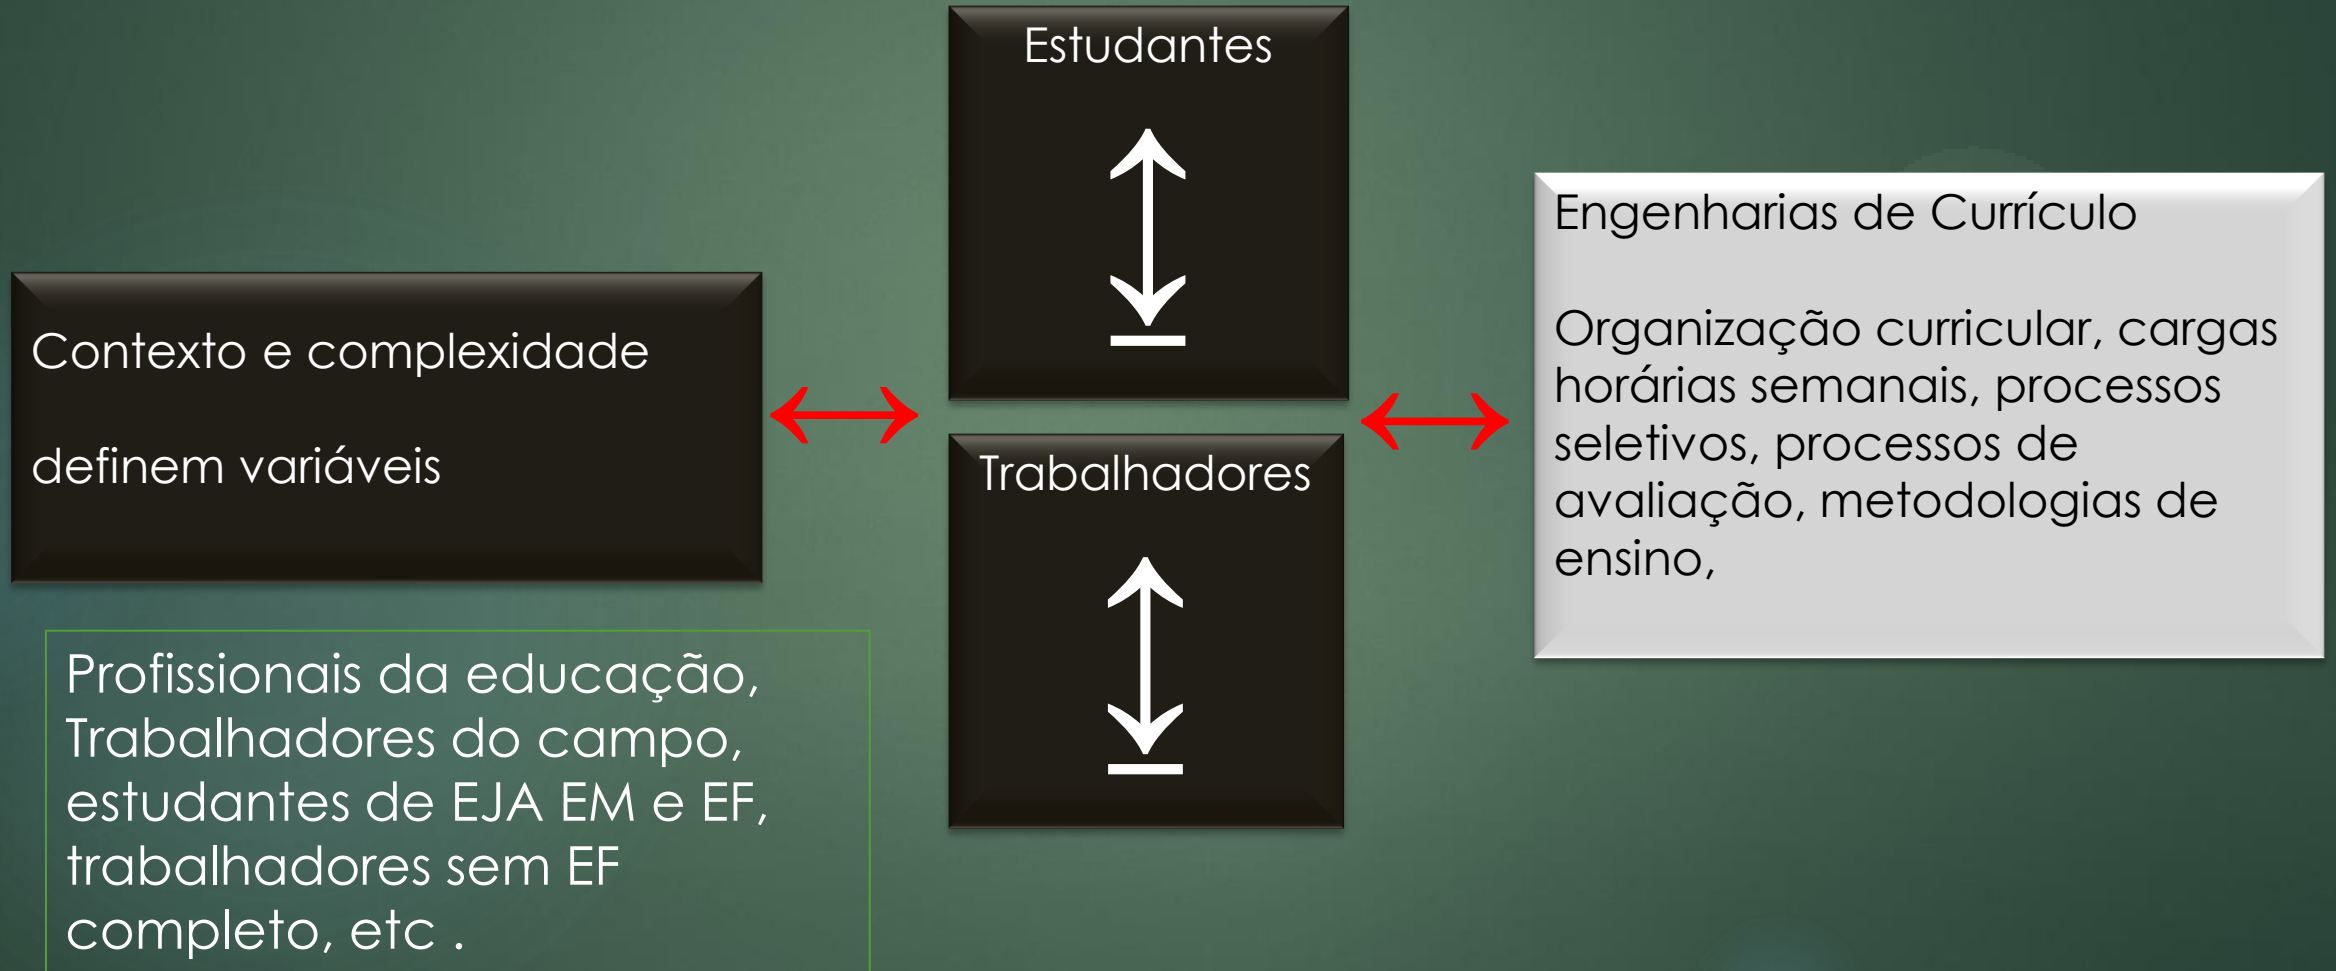 Estudantes
Contexto e complexidade
definem variáveis
Trabalhadores
Engenharias de Currículo
Organização curricular, cargas
horárias semanais, processos
seletivos, processos de
avaliação, metodologias de
ensino,
Profissionais da educação,
Trabalhadores do campo,
estudantes de EJA EM e EF,
trabalhadores sem EF
completo, etc .